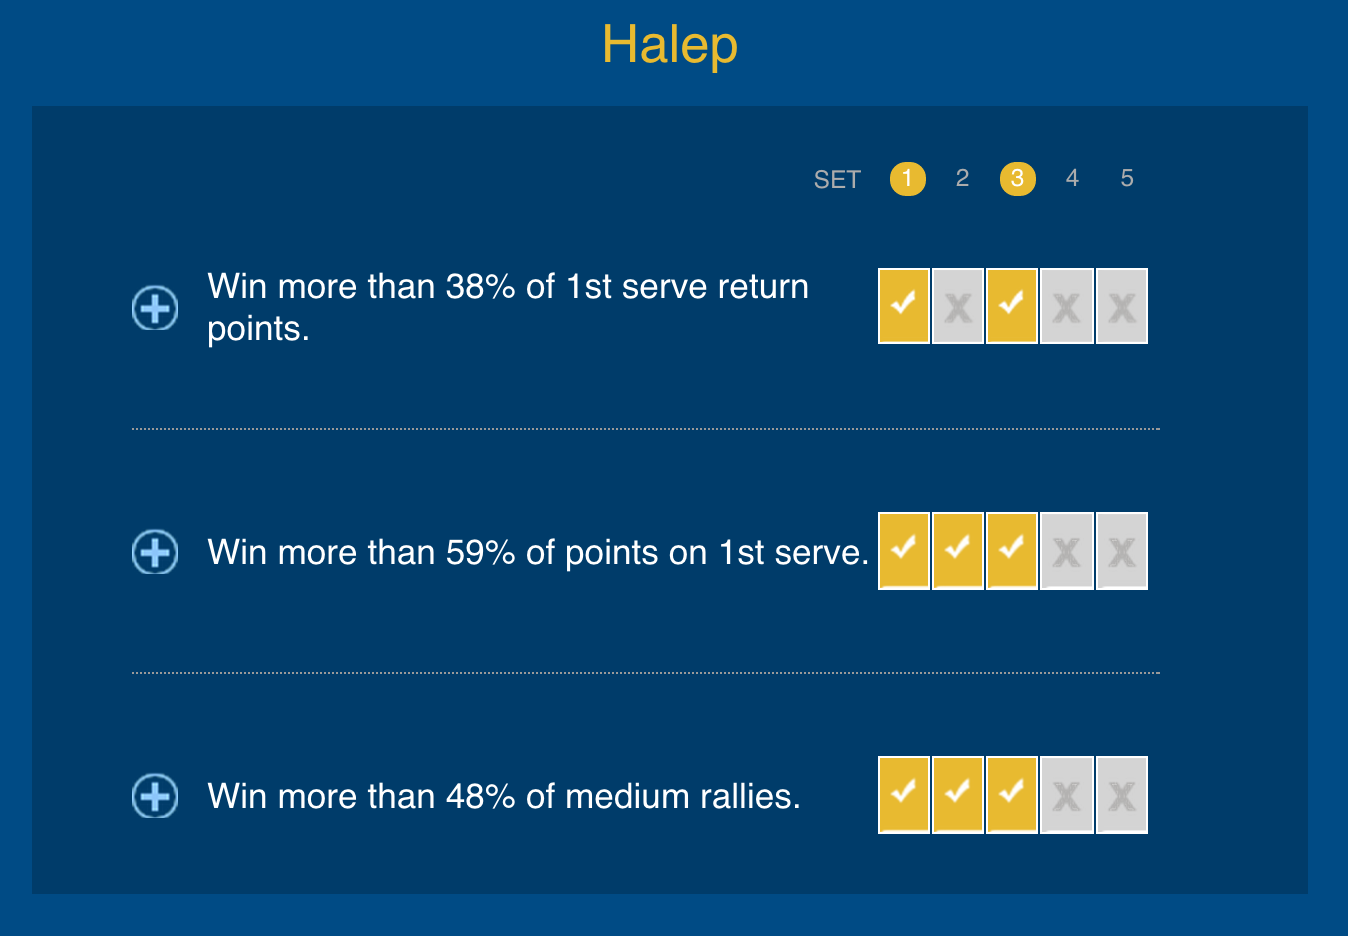 Halep
SET 1 2 3 4 5
Win more than 38% of 1st serve return
points.
✓ X ✓ X X
Win more than 59% of points on 1st serve.
✓ ✓ ✓ X X
Win more than 48% of medium rallies.
✓ ✓ ✓ X X